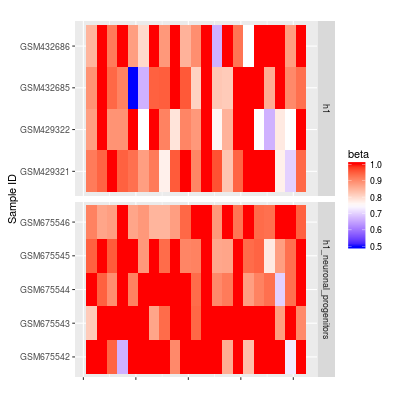 GSM432686
GSM432685
GSM429322
GSM429321
h1
GSM675546
GSM675545
GSM675544
GSM675543
GSM675542
h1_neuronal_progenitors
Sample ID
beta
1.0
0.9
0.8
0.7
0.6
0.5